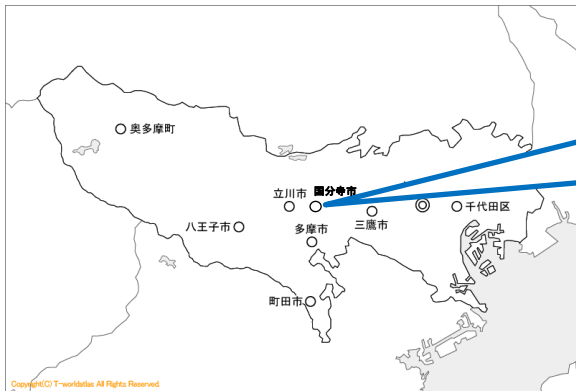 奥多摩町
立川市
国分寺市
千代田区
八王子市
三鷹市
多摩市
町田市
Copyright(C) T-worldatlas All Rights Reserved.